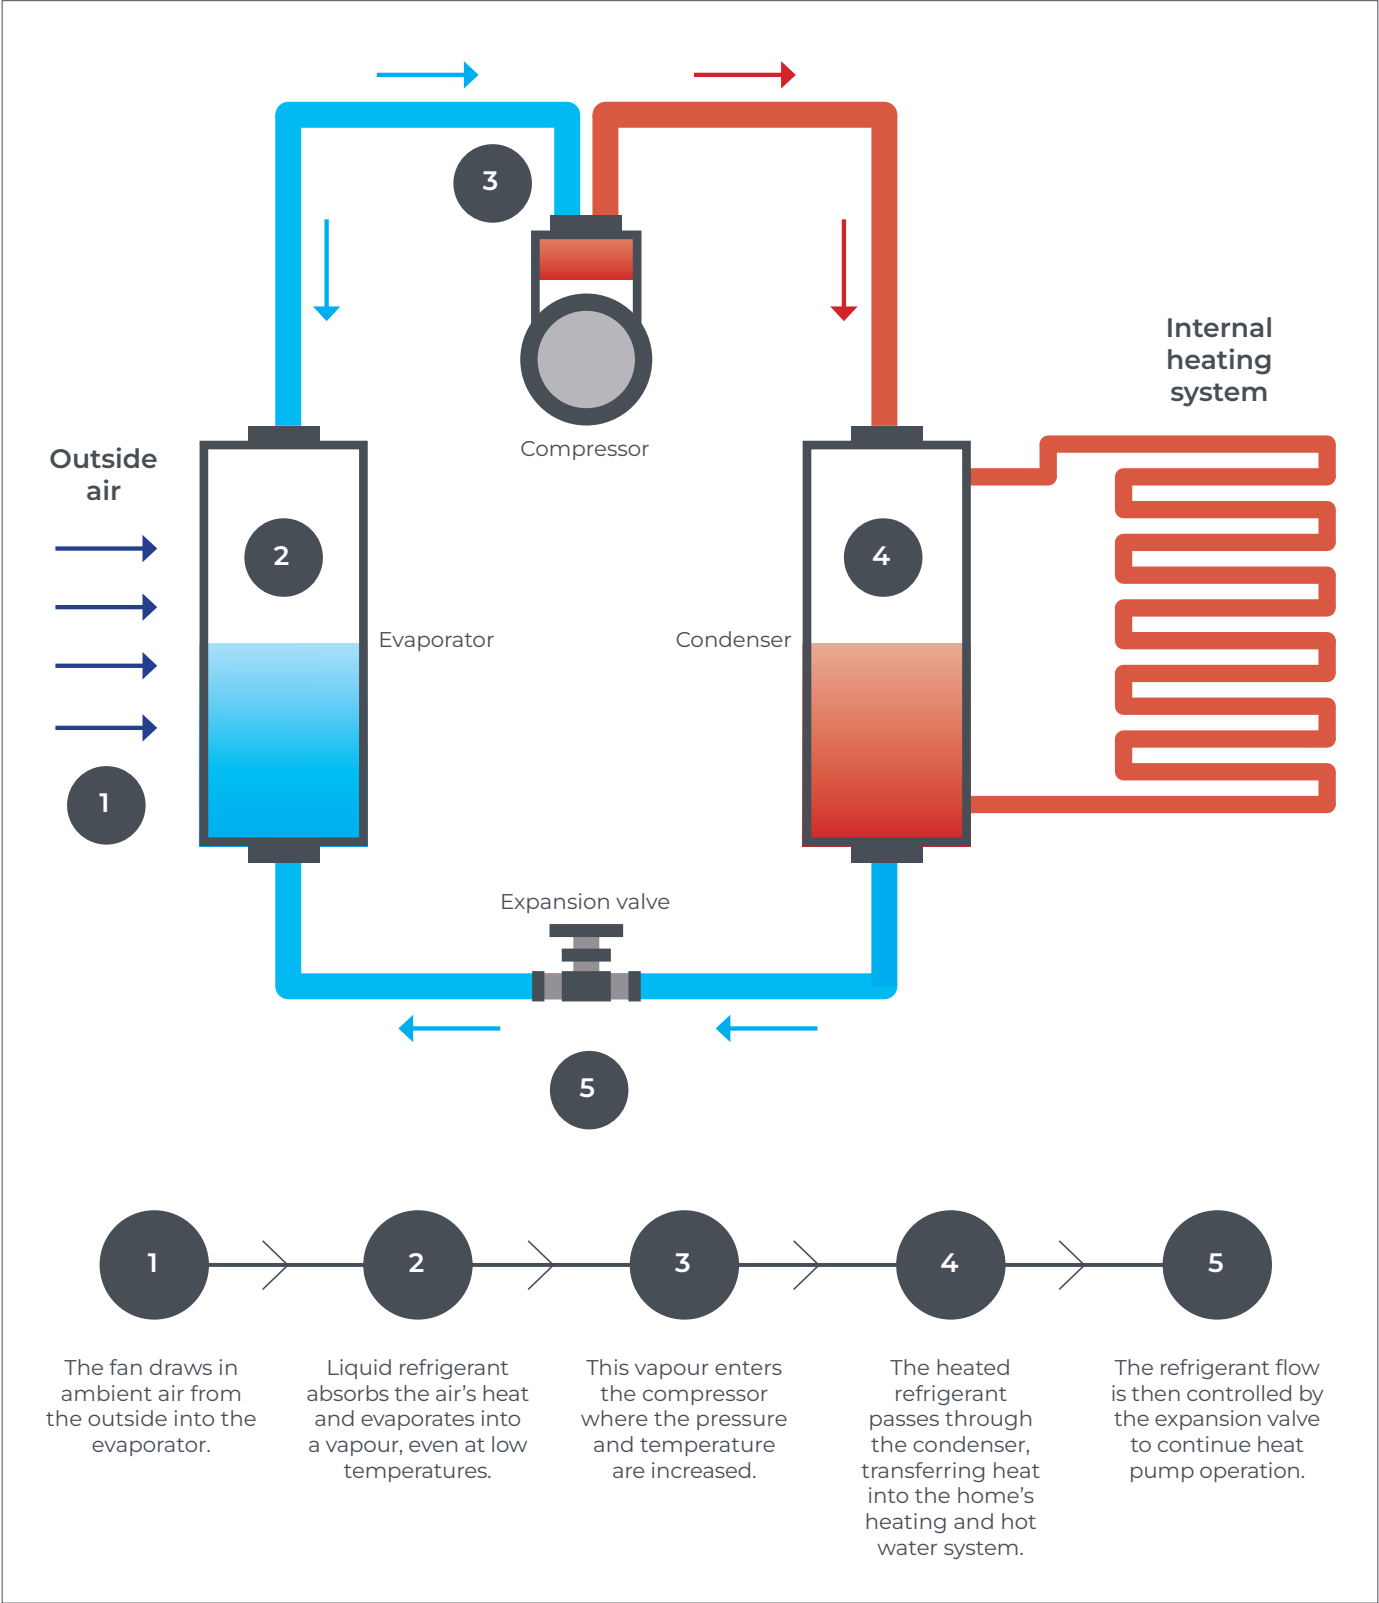 3
Internal
heating
system
Compressor
Outside
air
2
4
Evaporator
Condenser
1
Expansion valve
5
1
2
3
4
5
The fan draws in
ambient air from
the outside into the
evaporator.
Liquid refrigerant
absorbs the air’s heat
and evaporates into
a vapour, even at low
temperatures.
This vapour enters
the compressor
where the pressure
and temperature
are increased.
The heated
refrigerant
passes through
the condenser,
transferring heat
into the home’s
heating and hot
water system.
The refrigerant flow
is then controlled by
the expansion valve
to continue heat
pump operation.